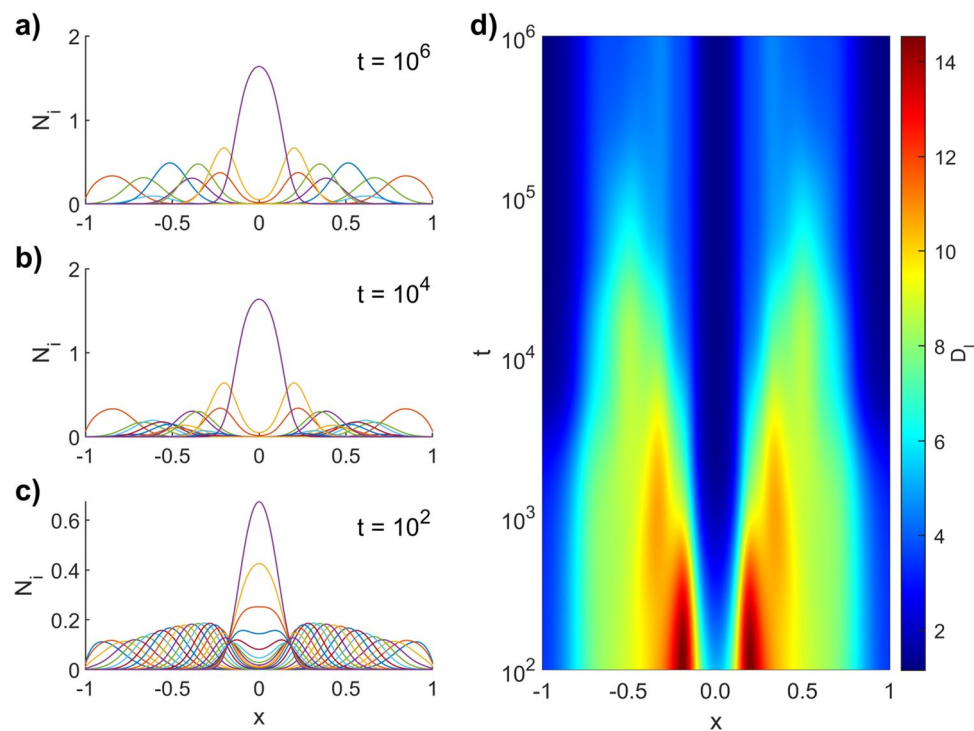 a)
2
1
0
N_i
t = 10^6
-1 -0.5 0 0.5 1
b)
2
1
0
N_i
t = 10^4
-1 -0.5 0 0.5 1
c)
0.6
0.4
0.2
0
N_i
t = 10^2
-1 -0.5 0 0.5 1
x
d)
10^6
10^5
10^4
10^3
10^2
t
-1 -0.5 0.0 0.5 1
x
14
12
10
8
6
4
2
D_I